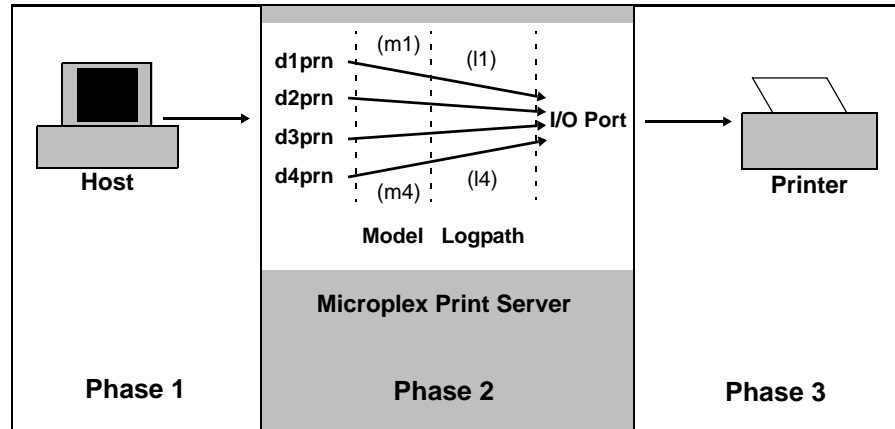 (m1)
(l1)
d1prn
d2prn
I/O Port
d3prn
d4prn
(m4)
(l4)
Host
Printer
Model Logpath
Microplex Print Server
Phase 1
Phase 2
Phase 3